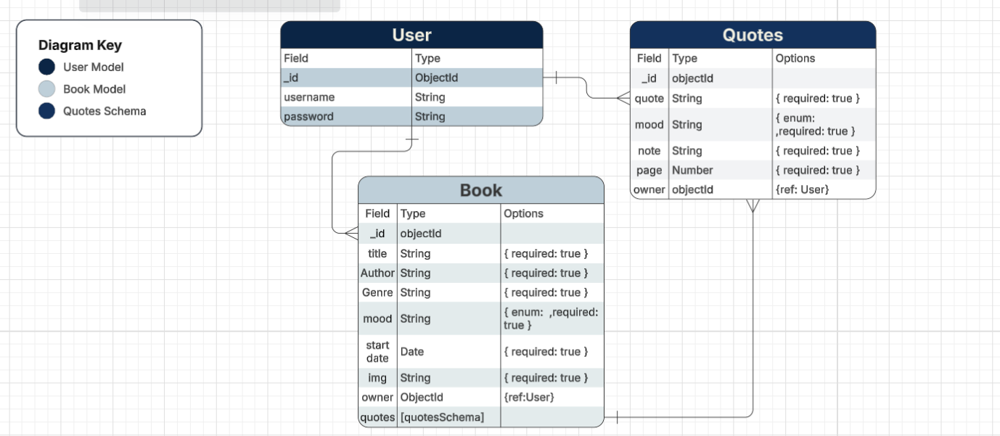 Diagram Key
User Model
Book Model
Quotes Schema
User
Field Type
_id ObjectId
username String
password String
Quotes
Field Type Options
_id objectId
quote String { required: true }
mood String { enum:
,required: true }
note String { required: true }
page Number { required: true }
owner objectId {ref: User}
Book
Field Type Options
_id objectId
title String { required: true }
Author String { required: true }
Genre String { required: true }
mood String { enum:  ,required:
true }
start
date Date { required: true }
img String { required: true }
owner ObjectId {ref:User}
quotes [quotesSchema]